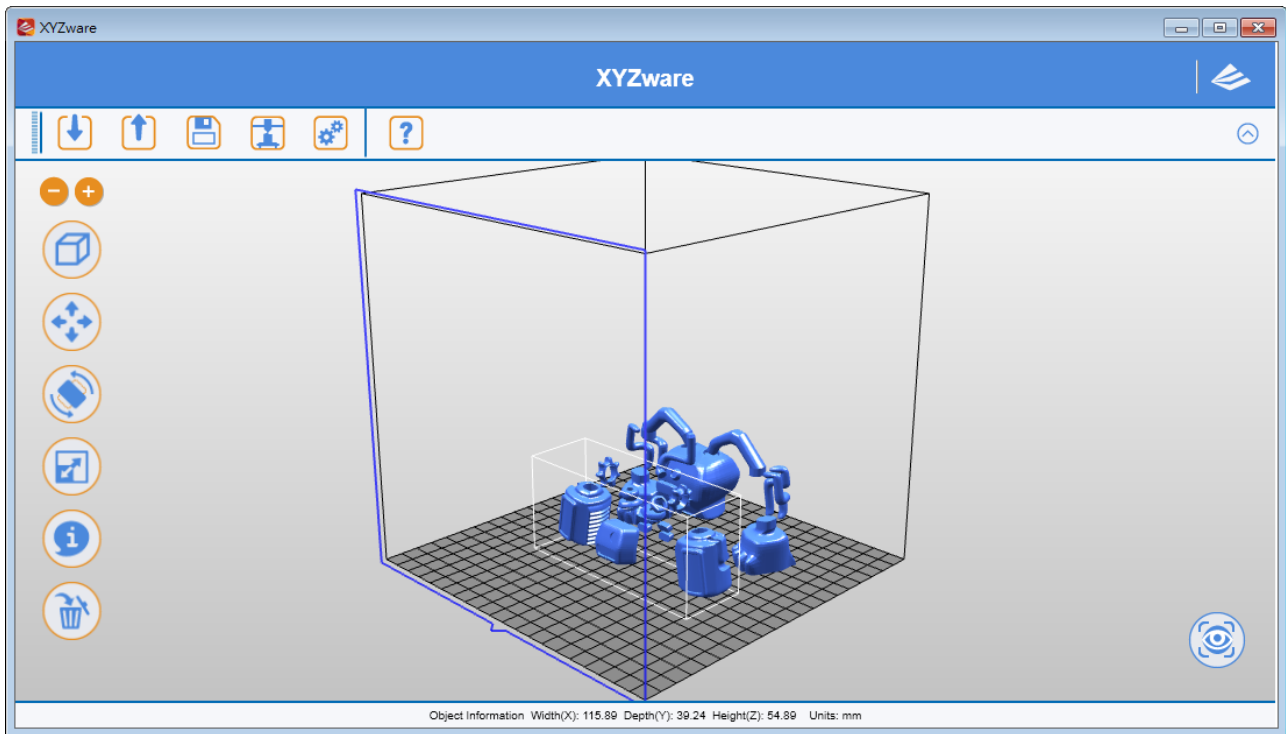 XYZware
XYZware
?
i
Object Information Width(X): 115.89 Depth(Y): 39.24 Height(Z): 54.89 Units: mm